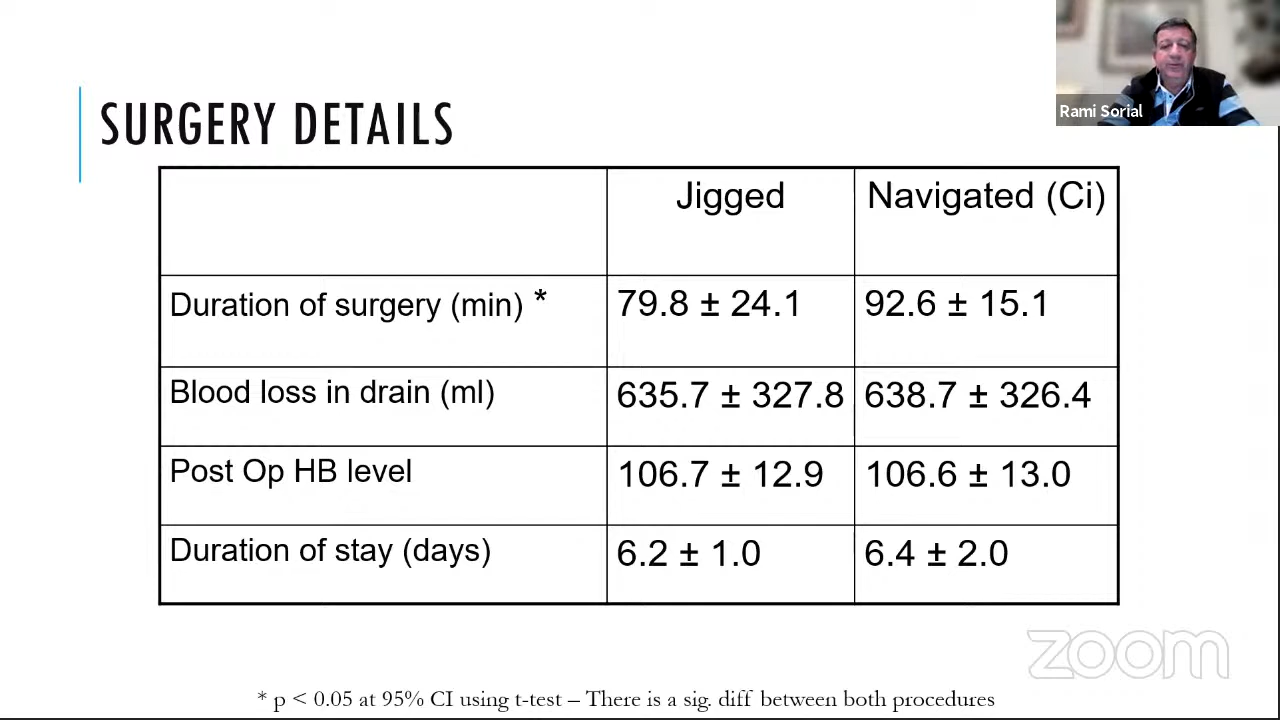 Rami Sorial
SURGERY DETAILS
Jigged Navigated (Ci)
Duration of surgery (min) * 79.8 ± 24.1 92.6 ± 15.1
Blood loss in drain (ml) 635.7 ± 327.8 638.7 ± 326.4
Post Op HB level 106.7 ± 12.9 106.6 ± 13.0
Duration of stay (days) 6.2 ± 1.0 6.4 ± 2.0
zoom
* p < 0.05 at 95% CI using t-test – There is a sig. diff between both procedures